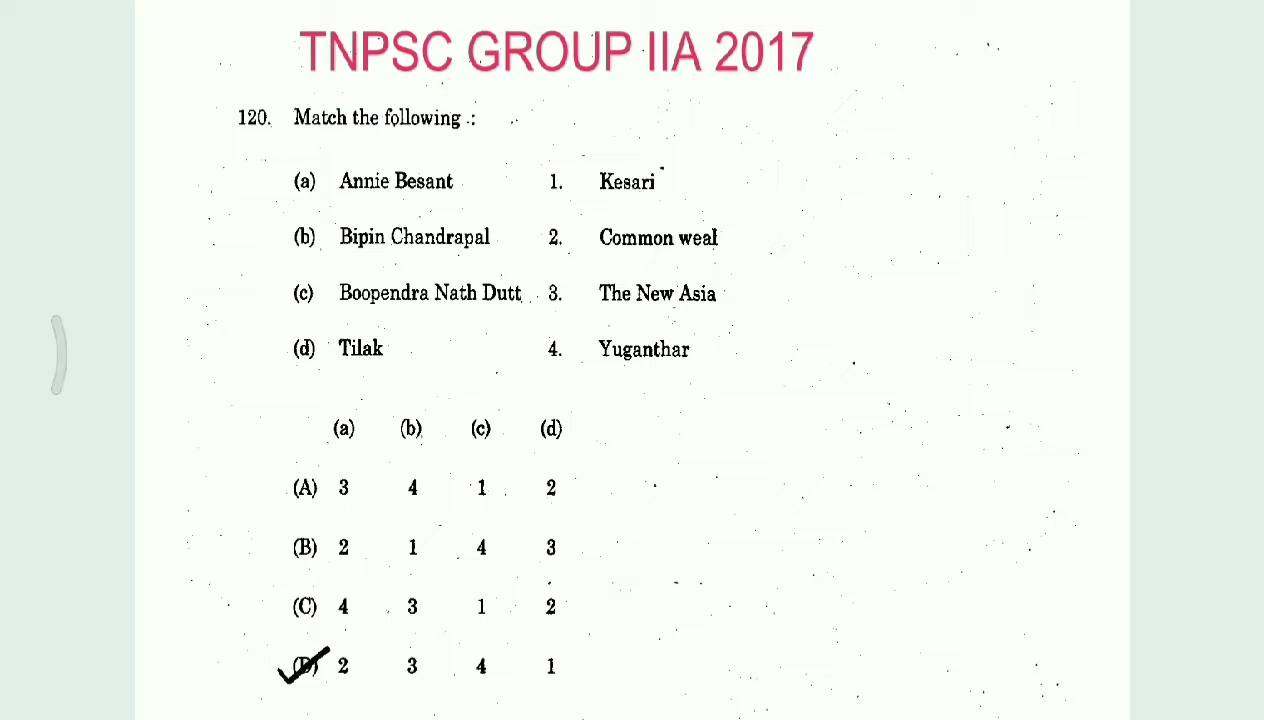 TNPSC GROUP IIA 2017
120. Match the following :
(a) Annie Besant 1. Kesari
(b) Bipin Chandrapal 2. Common weal
(c) Boopendra Nath Dutt 3. The New Asia
(d) Tilak 4. Yuganthar
(a) (b) (c) (d)
(A) 3 4 1 2
(B) 2 1 4 3
(C) 4 3 1 2
(D) 2 3 4 1